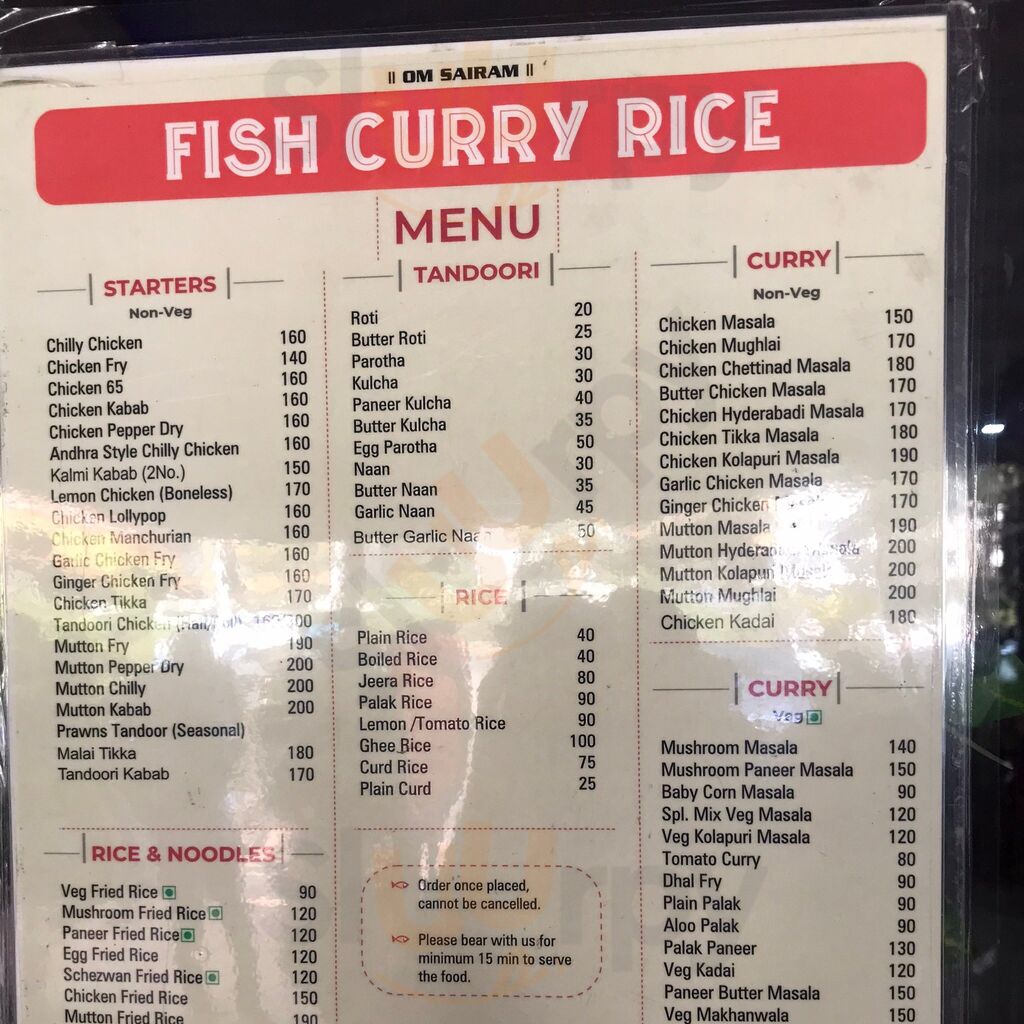 ॥ OM SAIRAM ॥
FISH CURRY RICE
MENU
STARTERS
Non-Veg
Chilly Chicken 160
Chicken Fry 140
Chicken 65 160
Chicken Kabab 160
Chicken Pepper Dry 160
Andhra Style Chilly Chicken 160
Kalmi Kabab (2No.) 150
Lemon Chicken (Boneless) 170
Chicken Lollypop 160
Chicken Manchurian 160
Garlic Chicken Fry 160
Ginger Chicken Fry 160
Chicken Tikka 170
Tandoori Chicken (Half/Full) 160/300
Mutton Fry 190
Mutton Pepper Dry 200
Mutton Chilly 200
Mutton Kabab 200
Prawns Tandoor (Seasonal)
Malai Tikka 180
Tandoori Kabab 170
RICE & NOODLES
Veg Fried Rice 90
Mushroom Fried Rice 120
Paneer Fried Rice 120
Egg Fried Rice 120
Schezwan Fried Rice 120
Chicken Fried Rice 150
Mutton Fried Rice 190
TANDOORI
Roti 20
Butter Roti 25
Parotha 30
Kulcha 30
Paneer Kulcha 40
Butter Kulcha 35
Egg Parotha 50
Naan 30
Butter Naan 35
Garlic Naan 45
Butter Garlic Naan 50
RICE
Plain Rice 40
Boiled Rice 40
Jeera Rice 80
Palak Rice 90
Lemon /Tomato Rice 90
Ghee Rice 100
Curd Rice 75
Plain Curd 25
Order once placed,
cannot be cancelled.
Please bear with us for
minimum 15 min to serve
the food.
CURRY
Non-Veg
Chicken Masala 150
Chicken Mughlai 170
Chicken Chettinad Masala 180
Butter Chicken Masala 170
Chicken Hyderabadi Masala 170
Chicken Tikka Masala 180
Chicken Kolapuri Masala 190
Garlic Chicken Masala 170
Ginger Chicken Masala 170
Mutton Masala 190
Mutton Hyderabadi Masala 200
Mutton Kolapuri Masala 200
Mutton Mughlai 200
Chicken Kadai 180
CURRY
Veg
Mushroom Masala 140
Mushroom Paneer Masala 150
Baby Corn Masala 90
Spl. Mix Veg Masala 120
Veg Kolapuri Masala 120
Tomato Curry 80
Dhal Fry 90
Plain Palak 90
Aloo Palak 90
Palak Paneer 130
Veg Kadai 120
Paneer Butter Masala 150
Veg Makhanwala 150